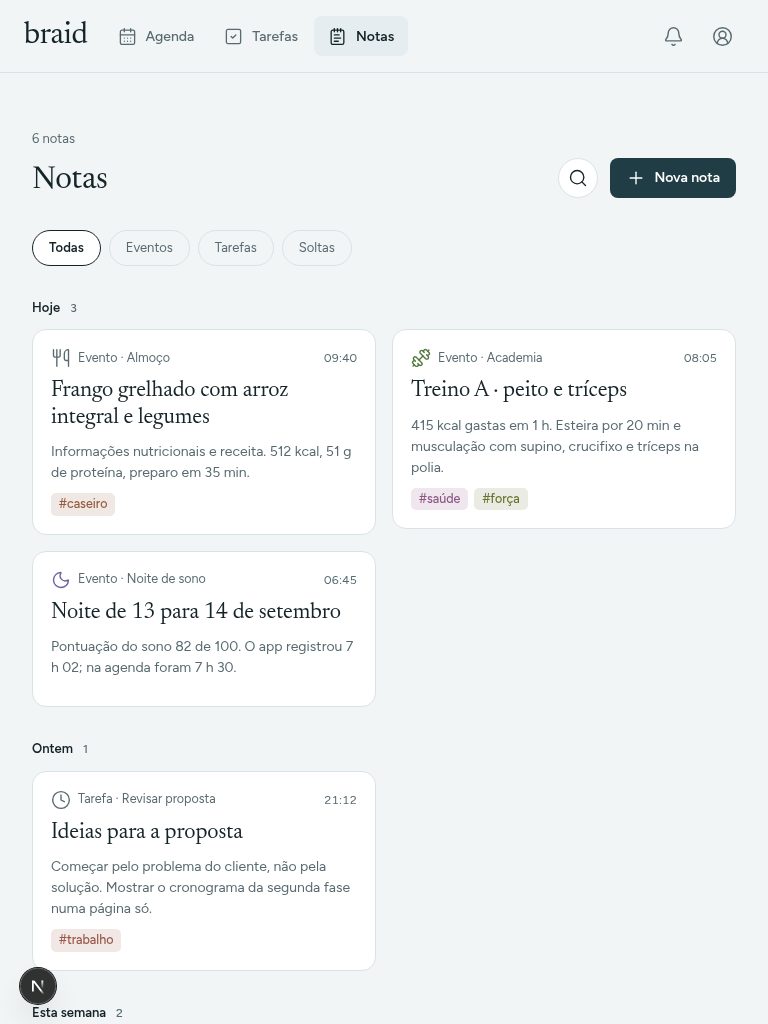 braid
Agenda
Tarefas
Notas
6 notas
Notas
Nova nota
Todas
Eventos
Tarefas
Soltas
Hoje 3
Evento · Almoço 09:40
Frango grelhado com arroz
integral e legumes
Informações nutricionais e receita. 512 kcal, 51 g
de proteína, preparo em 35 min.
#caseiro
Evento · Academia 08:05
Treino A · peito e tríceps
415 kcal gastas em 1 h. Esteira por 20 min e
musculação com supino, crucifixo e tríceps na
polia.
#saúde #força
Evento · Noite de sono 06:45
Noite de 13 para 14 de setembro
Pontuação do sono 82 de 100. O app registrou 7
h 02; na agenda foram 7 h 30.
Ontem 1
Tarefa · Revisar proposta 21:12
Ideias para a proposta
Começar pelo problema do cliente, não pela
solução. Mostrar o cronograma da segunda fase
numa página só.
#trabalho
N
Esta semana 2